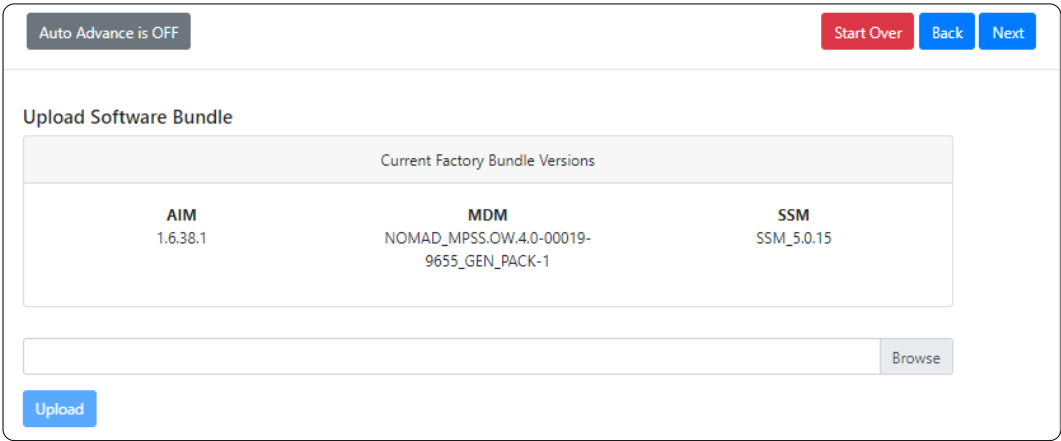 Auto Advance is OFF
Start Over
Back
Next
Upload Software Bundle
Current Factory Bundle Versions
AIM
1.6.38.1
MDM
NOMAD_MPSS.OW.4.0-00019-
9655_GEN_PACK-1
SSM
SSM_5.0.15
Browse
Upload